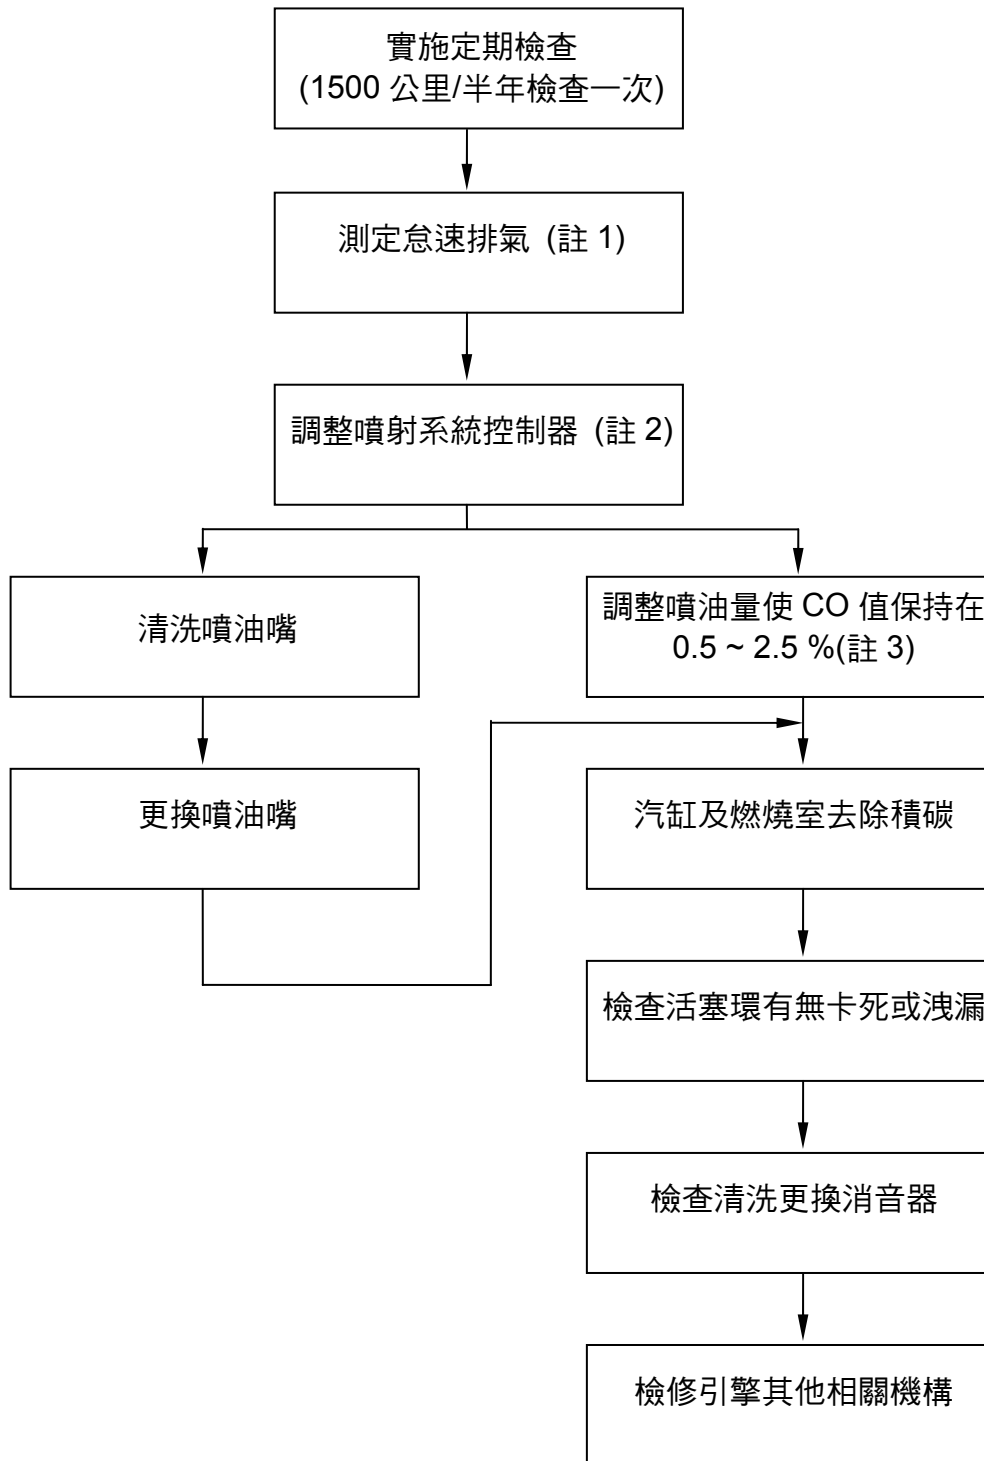 實施定期檢查
(1500 公里/半年檢查一次)
測定怠速排氣 (註 1)
調整噴射系統控制器 (註 2)
清洗噴油嘴
調整噴油量使 CO 值保持在
0.5 ~ 2.5 %(註 3)
更換噴油嘴
汽缸及燃燒室去除積碳
檢查活塞環有無卡死或洩漏
檢查清洗更換消音器
檢修引擎其他相關機構